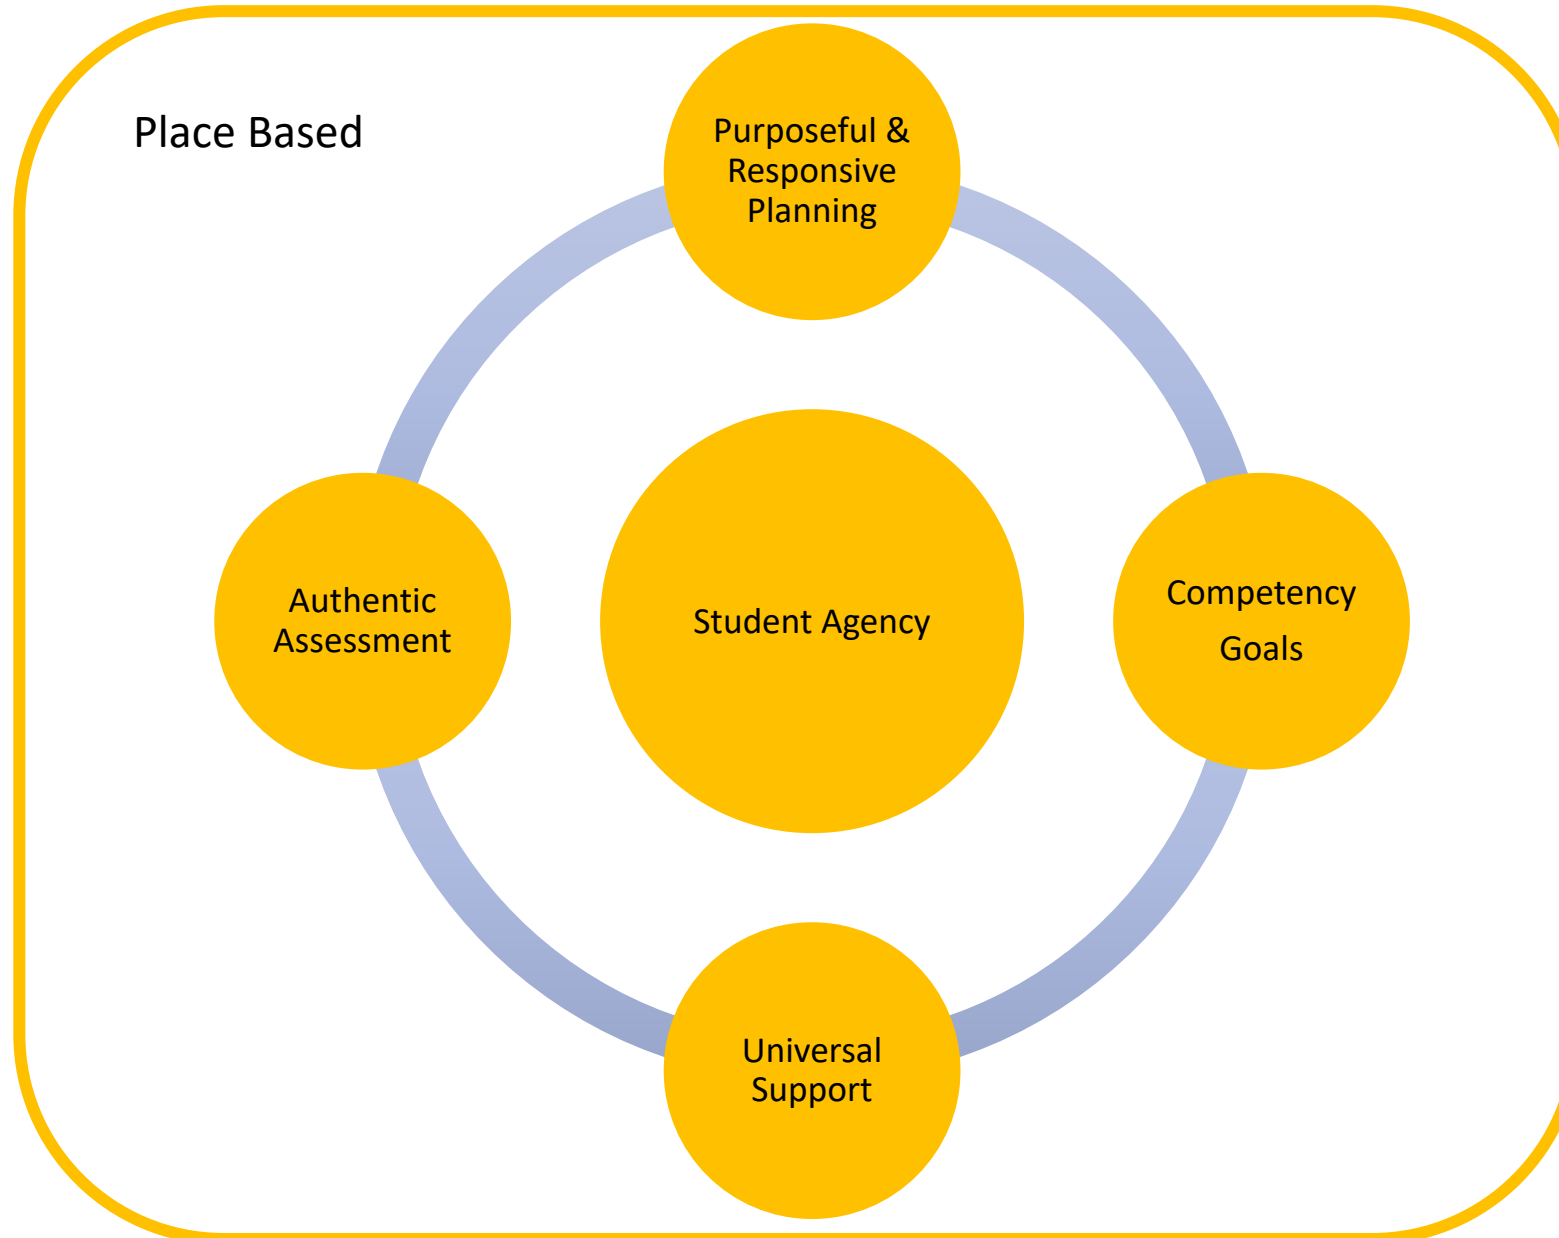 Place Based
Purposeful &
Responsive
Planning
Authentic
Assessment
Student Agency
Competency
Goals
Universal
Support